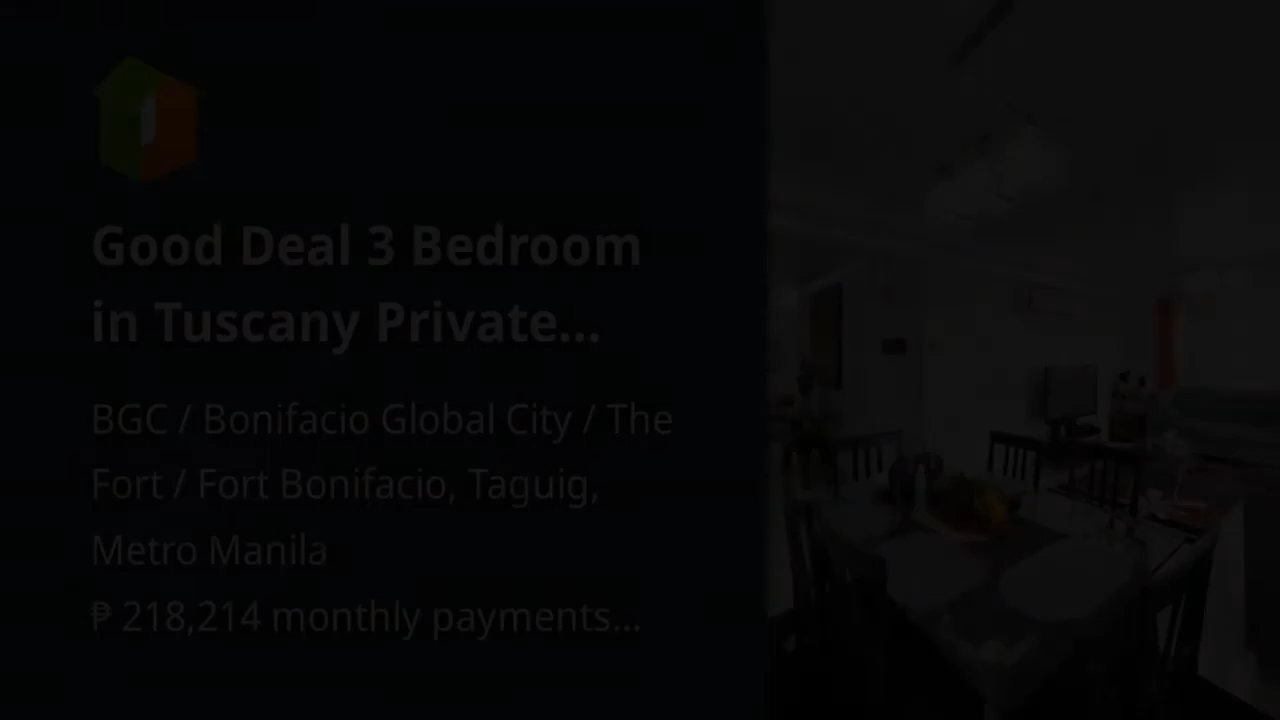 Good Deal 3 Bedroom
in Tuscany Private...
BGC / Bonifacio Global City / The
Fort / Fort Bonifacio, Taguig,
Metro Manila
₱ 218,214 monthly payments...